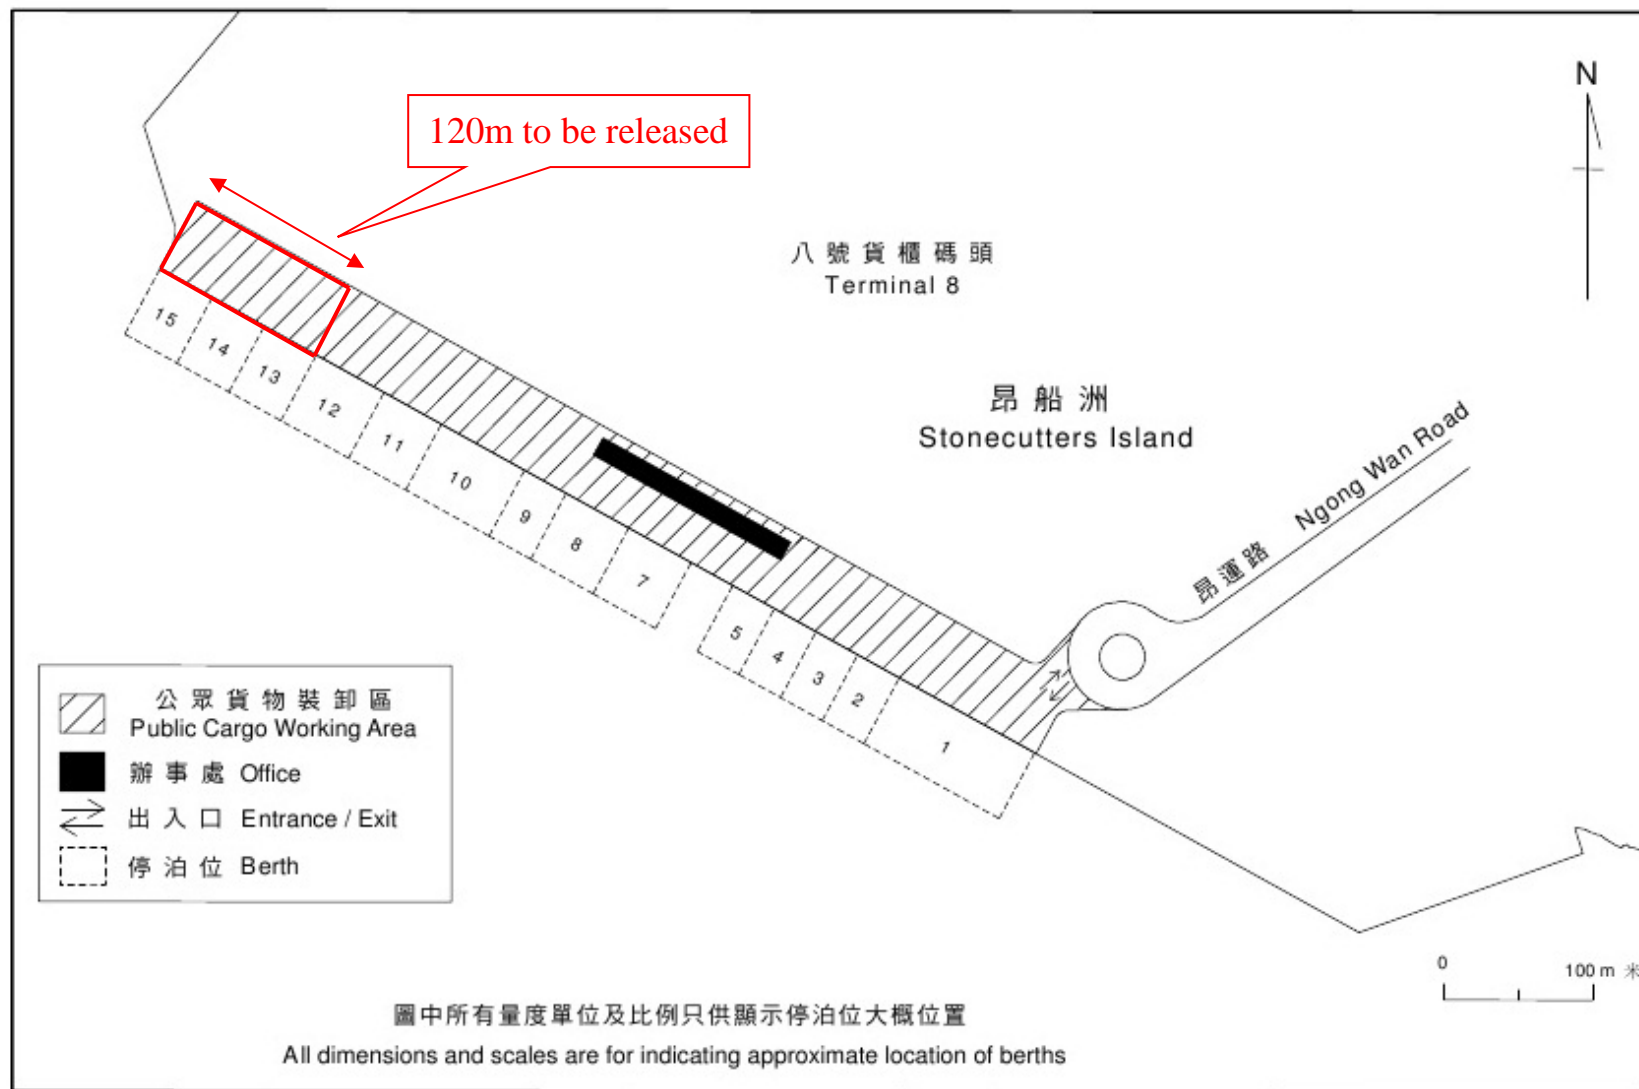 N
120m to be released
八號貨櫃碼頭
Terminal 8
昂船洲
Stonecutters Island
昂運路 Ngong Wan Road
15
14
13
12
11
10
9
8
7
5
4
3
2
1
公眾貨物裝卸區
Public Cargo Working Area
辦事處 Office
出入口 Entrance / Exit
停泊位 Berth
0 100 m 米
圖中所有量度單位及比例只供顯示停泊位大概位置
All dimensions and scales are for indicating approximate location of berths